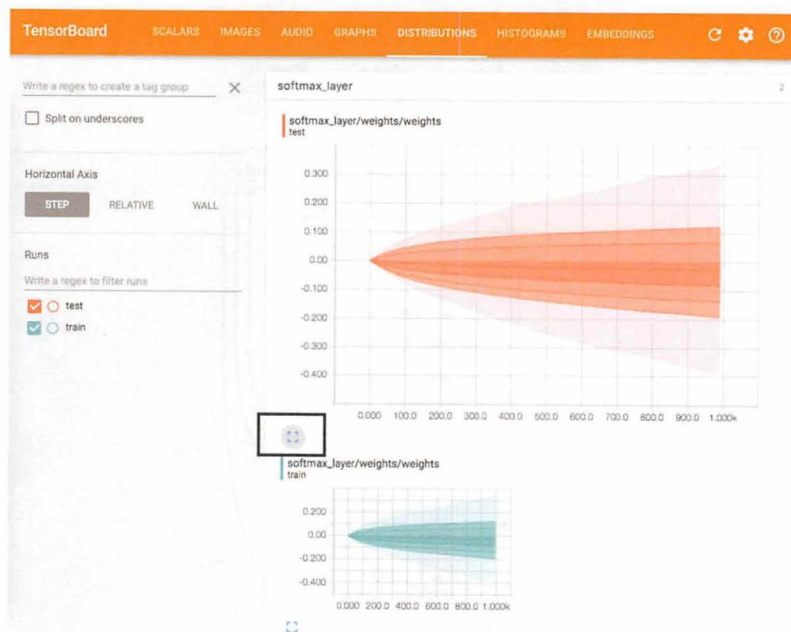 TensorBoard SCALARS IMAGES AUDIO GRAPHS DISTRIBUTIONS HISTOGRAMS EMBEDDINGS
Write a regex to create a tag group
Split on underscores
Horizontal Axis
STEP RELATIVE WALL
Runs
Write a regex to filter runs
test
train
softmax_layer 2
softmax_layer/weights/weights
test
0.300
0.200
0.100
0.00
-0.100
-0.200
-0.300
-0.400
0.000 100.0 200.0 300.0 400.0 500.0 600.0 700.0 800.0 900.0 1.000k
softmax_layer/weights/weights
train
0.200
0.00
-0.200
-0.400
0.000 200.0 400.0 600.0 800.0 1.000k